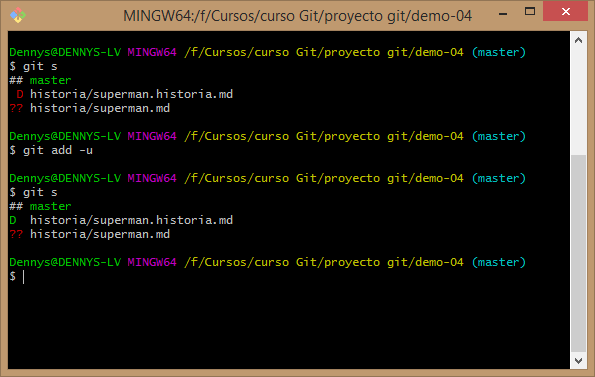 MINGW64:/f/Cursos/curso Git/proyecto git/demo-04
Dennys@DENNYS-LV MINGW64 /f/Cursos/curso Git/proyecto git/demo-04 (master)
$ git s
## master
 D historia/superman.historia.md
?? historia/superman.md
Dennys@DENNYS-LV MINGW64 /f/Cursos/curso Git/proyecto git/demo-04 (master)
$ git add -u
Dennys@DENNYS-LV MINGW64 /f/Cursos/curso Git/proyecto git/demo-04 (master)
$ git s
## master
D  historia/superman.historia.md
?? historia/superman.md
Dennys@DENNYS-LV MINGW64 /f/Cursos/curso Git/proyecto git/demo-04 (master)
$